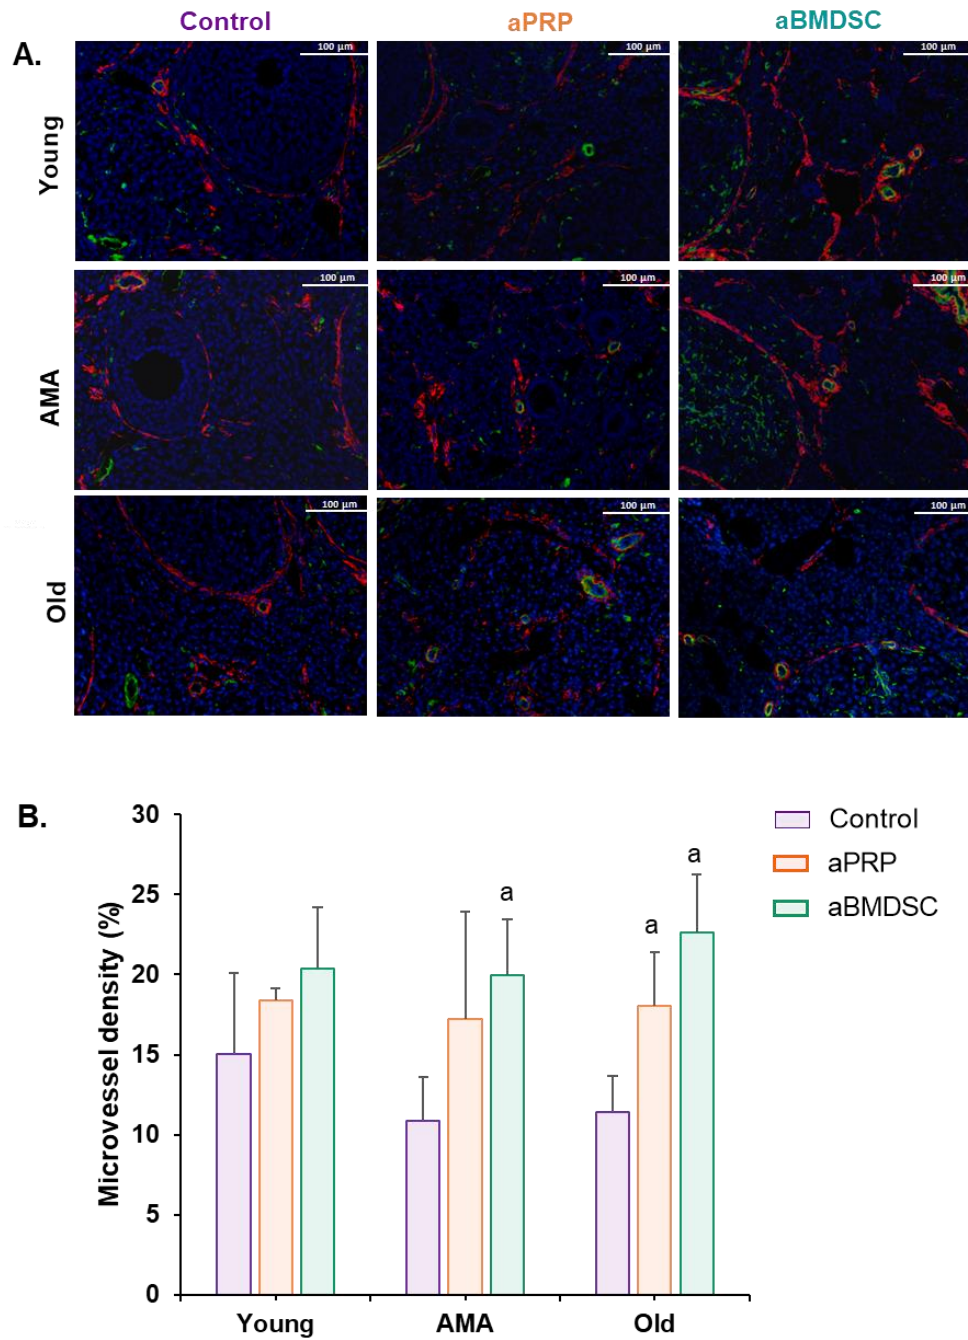 Control aPRP aBMDSC
A.
100 µm 100 µm 100 µm
Young
100 µm 100 µm 100 µm
AMA
100 µm 100 µm 100 µm
Old
B.
30
25
20
15
10
5
0
Microvessel density (%)
a
a
a
Control
aPRP
aBMDSC
Young AMA Old